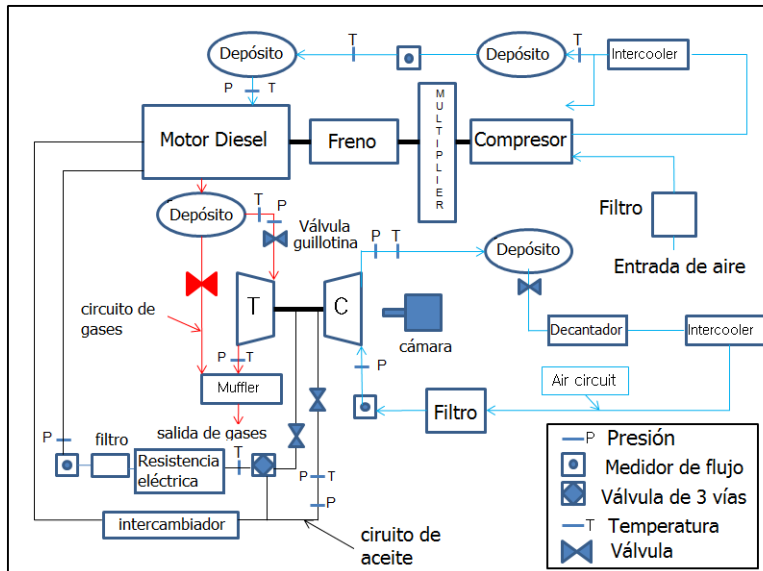 T
T
Depósito
Depósito
Intercooler
P
T
MULTIPLIER
Motor Diesel
Freno
Compresor
Filtro
Depósito
T
P
Válvula
guillotina
P
T
Depósito
Entrada de aire
T
C
cámara
circuito de
gases
Decantador
Intercooler
P
T
P
Muffler
Air circuit
Filtro
salida de gases
P
filtro
Resistencia
eléctrica
T
P
T
P
intercambiador
ciruito de
aceite
P Presión
Medidor de flujo
Válvula de 3 vías
T Temperatura
Válvula